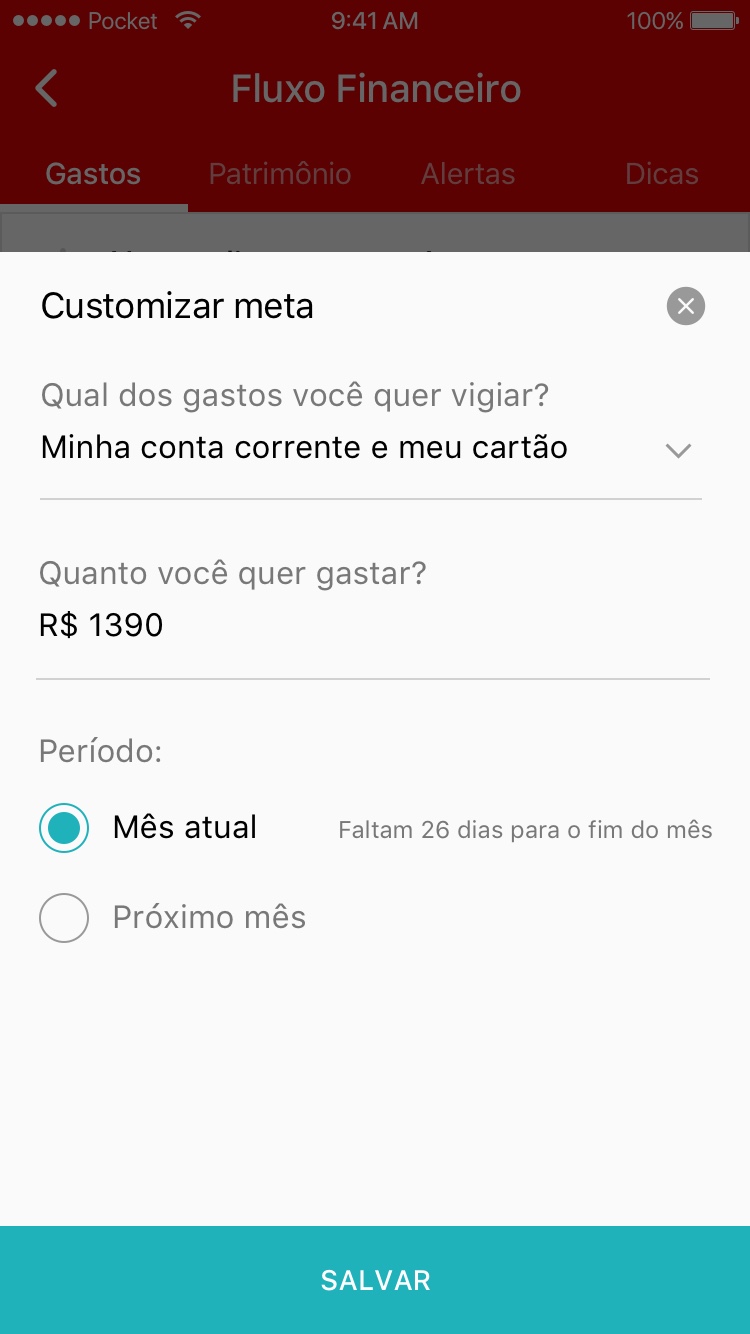 Pocket 9:41 AM 100%
Fluxo Financeiro
Gastos Patrimônio Alertas Dicas
Customizar meta
Qual dos gastos você quer vigiar?
Minha conta corrente e meu cartão
Quanto você quer gastar?
R$ 1390
Período:
Mês atual Faltam 26 dias para o fim do mês
Próximo mês
SALVAR